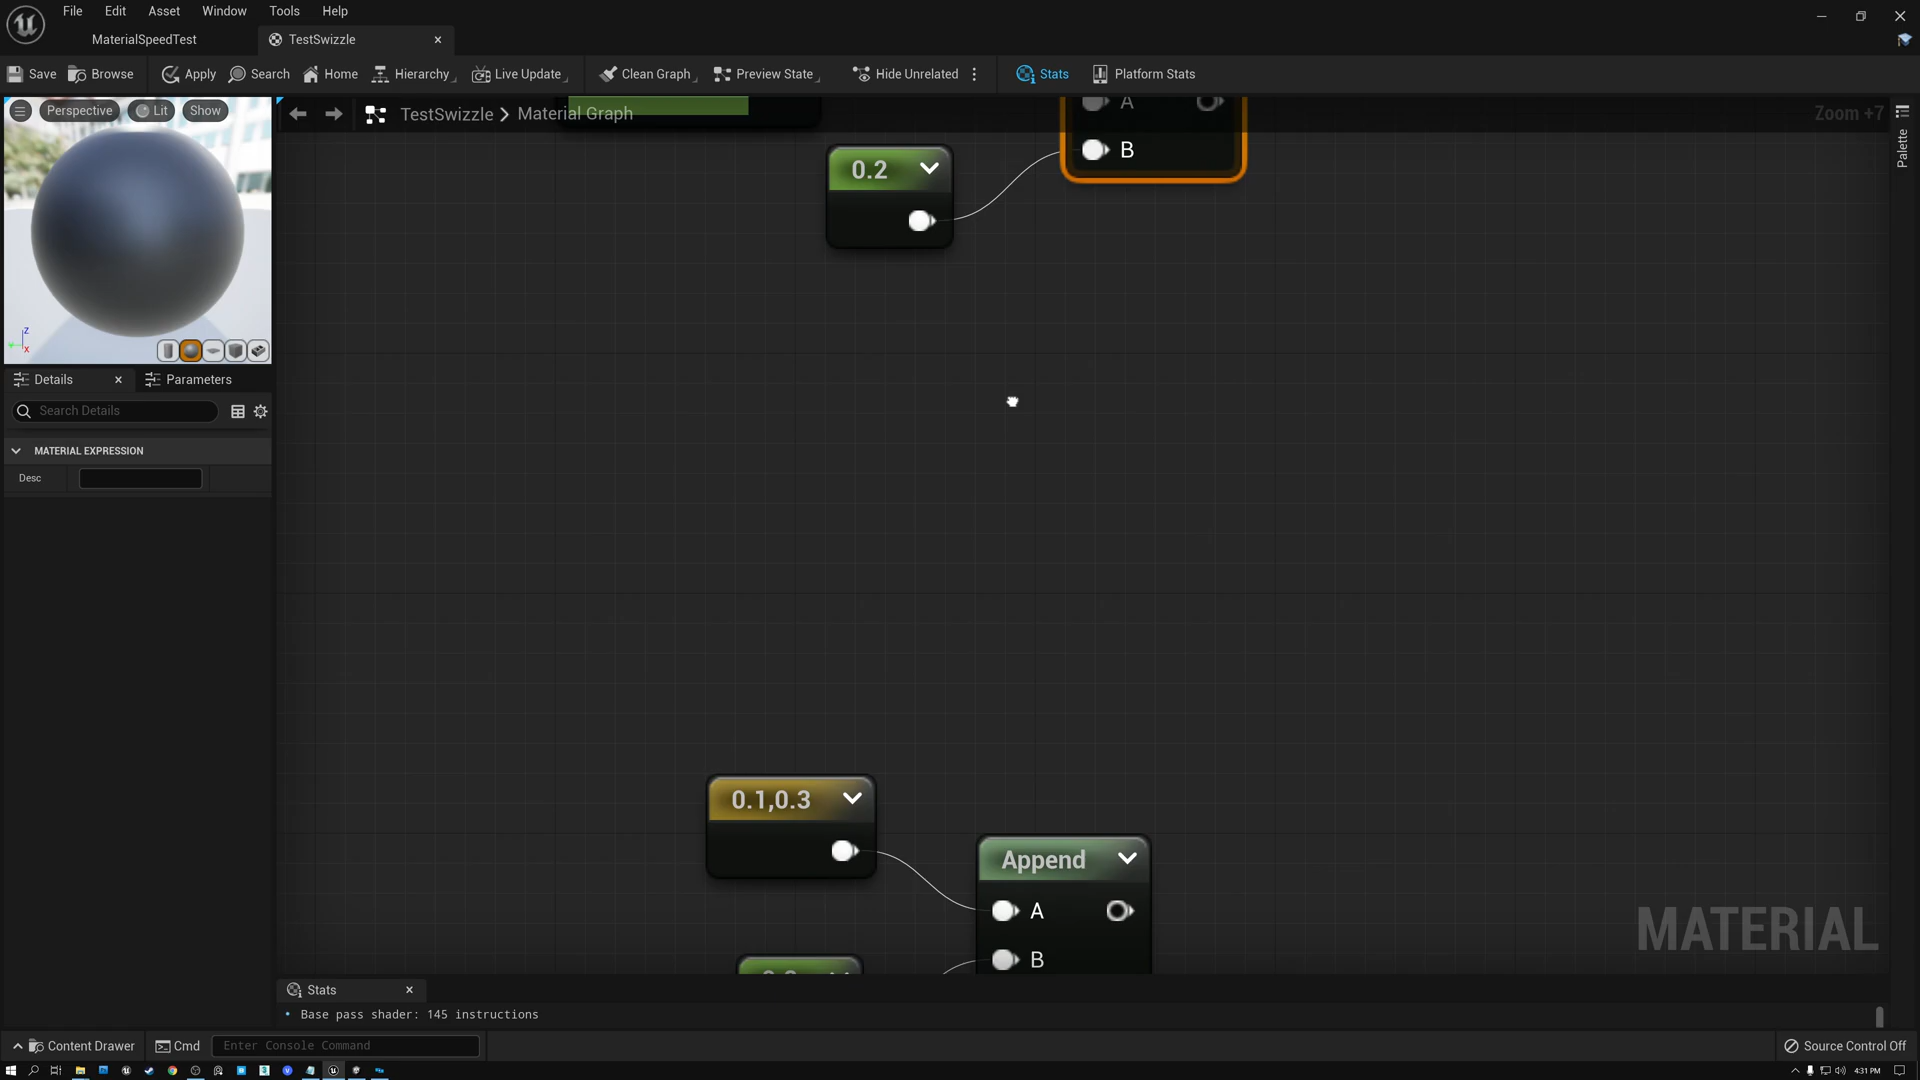 File Edit Asset Window Tools Help
MaterialSpeedTest TestSwizzle
Save Browse Apply Search Home Hierarchy Live Update Clean Graph Preview State Hide Unrelated Stats Platform Stats
Perspective Lit Show
TestSwizzle > Material Graph
Zoom +7
Palette
A
B
0.2
z
x
Details Parameters
Search Details
MATERIAL EXPRESSION
Desc
0.1,0.3
Append
A
B
MATERIAL
Stats
• Base pass shader: 145 instructions
Content Drawer Cmd Enter Console Command Source Control Off
4:31 PM